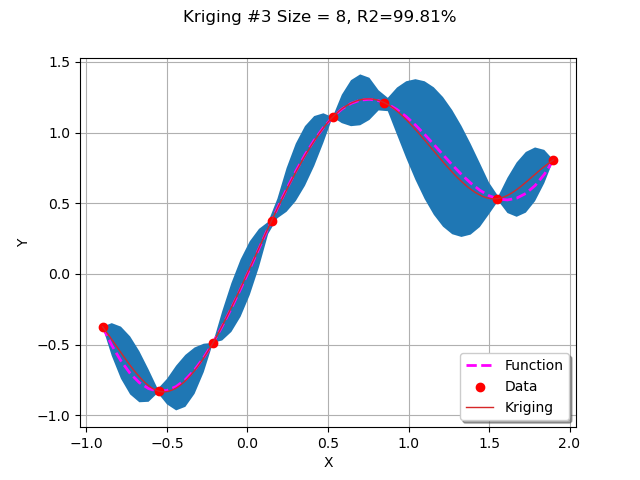 Kriging #3 Size = 8, R2=99.81%
1.5
1.0
0.5
0.0
−0.5
−1.0
Y
−1.0 −0.5 0.0 0.5 1.0 1.5 2.0
X
Function
Data
Kriging